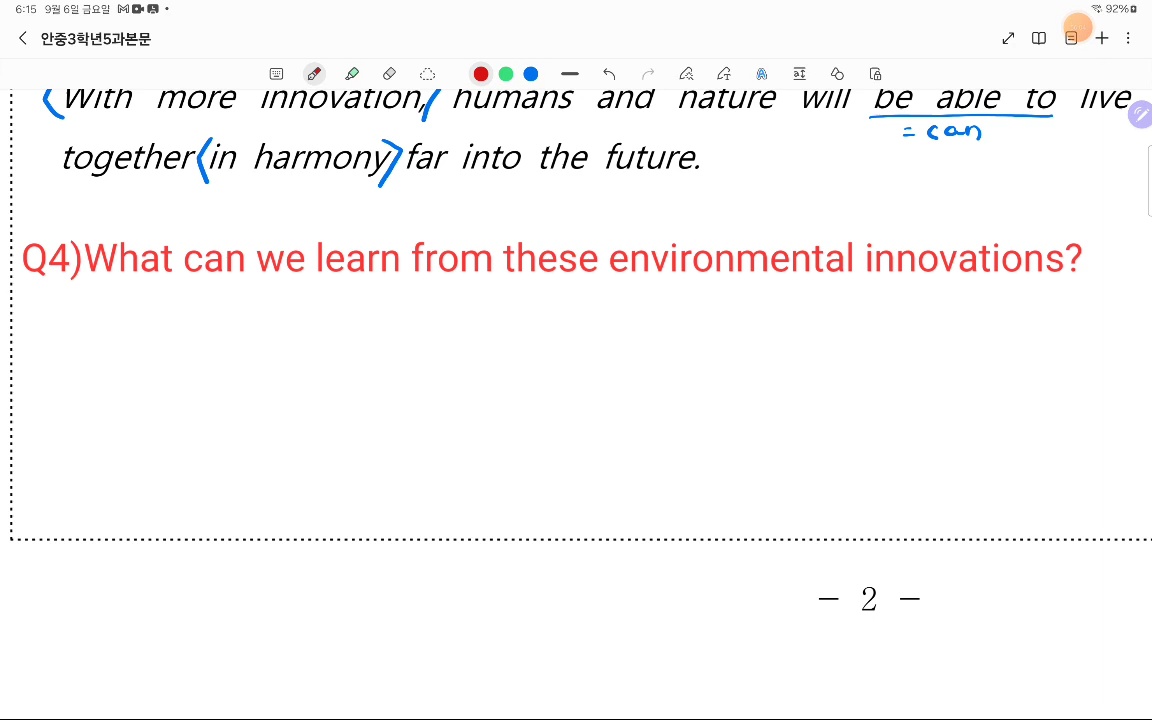 6:15 9월 6일 금요일
92%
안중3학년5과본문
With more innovation, humans and nature will be able to live
= can
together in harmony far into the future.
Q4)What can we learn from these environmental innovations?
- 2 -